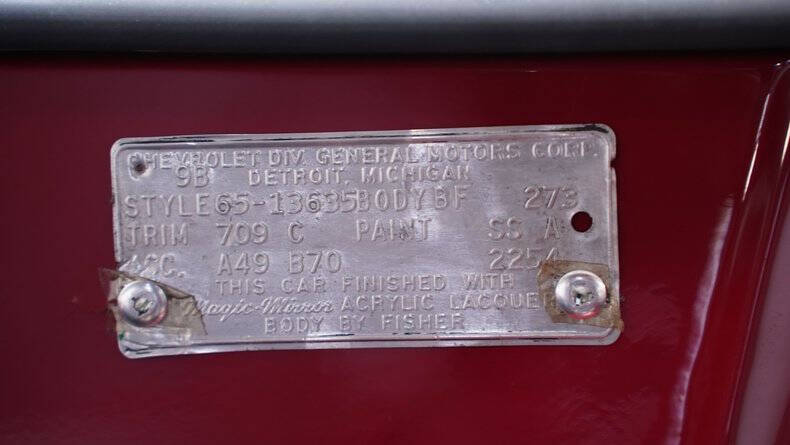 CHEVROLET DIV. GENERAL MOTORS CORP.
9B DETROIT, MICHIGAN
STYLE 65-13635 BODY BF 273
TRIM 709 C PAINT SS A
ACC. A49 B70 2254
THIS CAR FINISHED WITH
Magic-Mirror ACRYLIC LACQUER
BODY BY FISHER